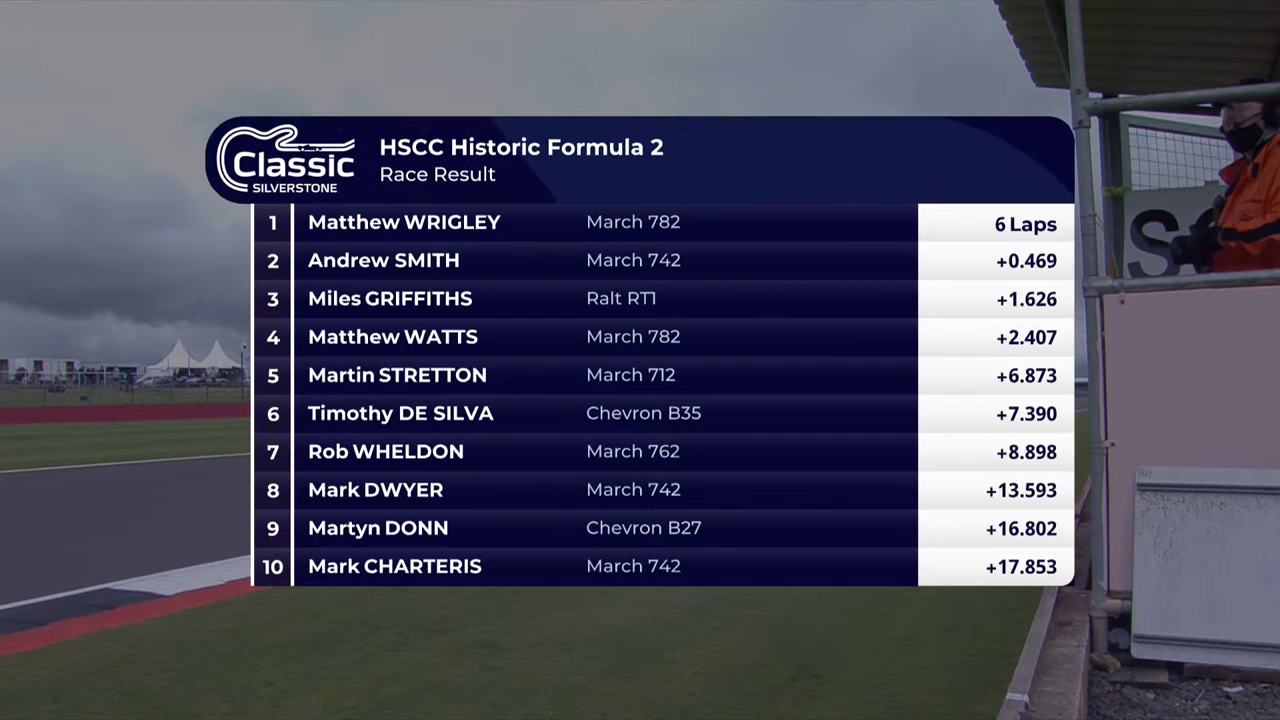 Classic
SILVERSTONE
HSCC Historic Formula 2
Race Result
1 Matthew WRIGLEY March 782 6 Laps
2 Andrew SMITH March 742 +0.469
3 Miles GRIFFITHS Ralt RT1 +1.626
4 Matthew WATTS March 782 +2.407
5 Martin STRETTON March 712 +6.873
6 Timothy DE SILVA Chevron B35 +7.390
7 Rob WHELDON March 762 +8.898
8 Mark DWYER March 742 +13.593
9 Martyn DONN Chevron B27 +16.802
10 Mark CHARTERIS March 742 +17.853